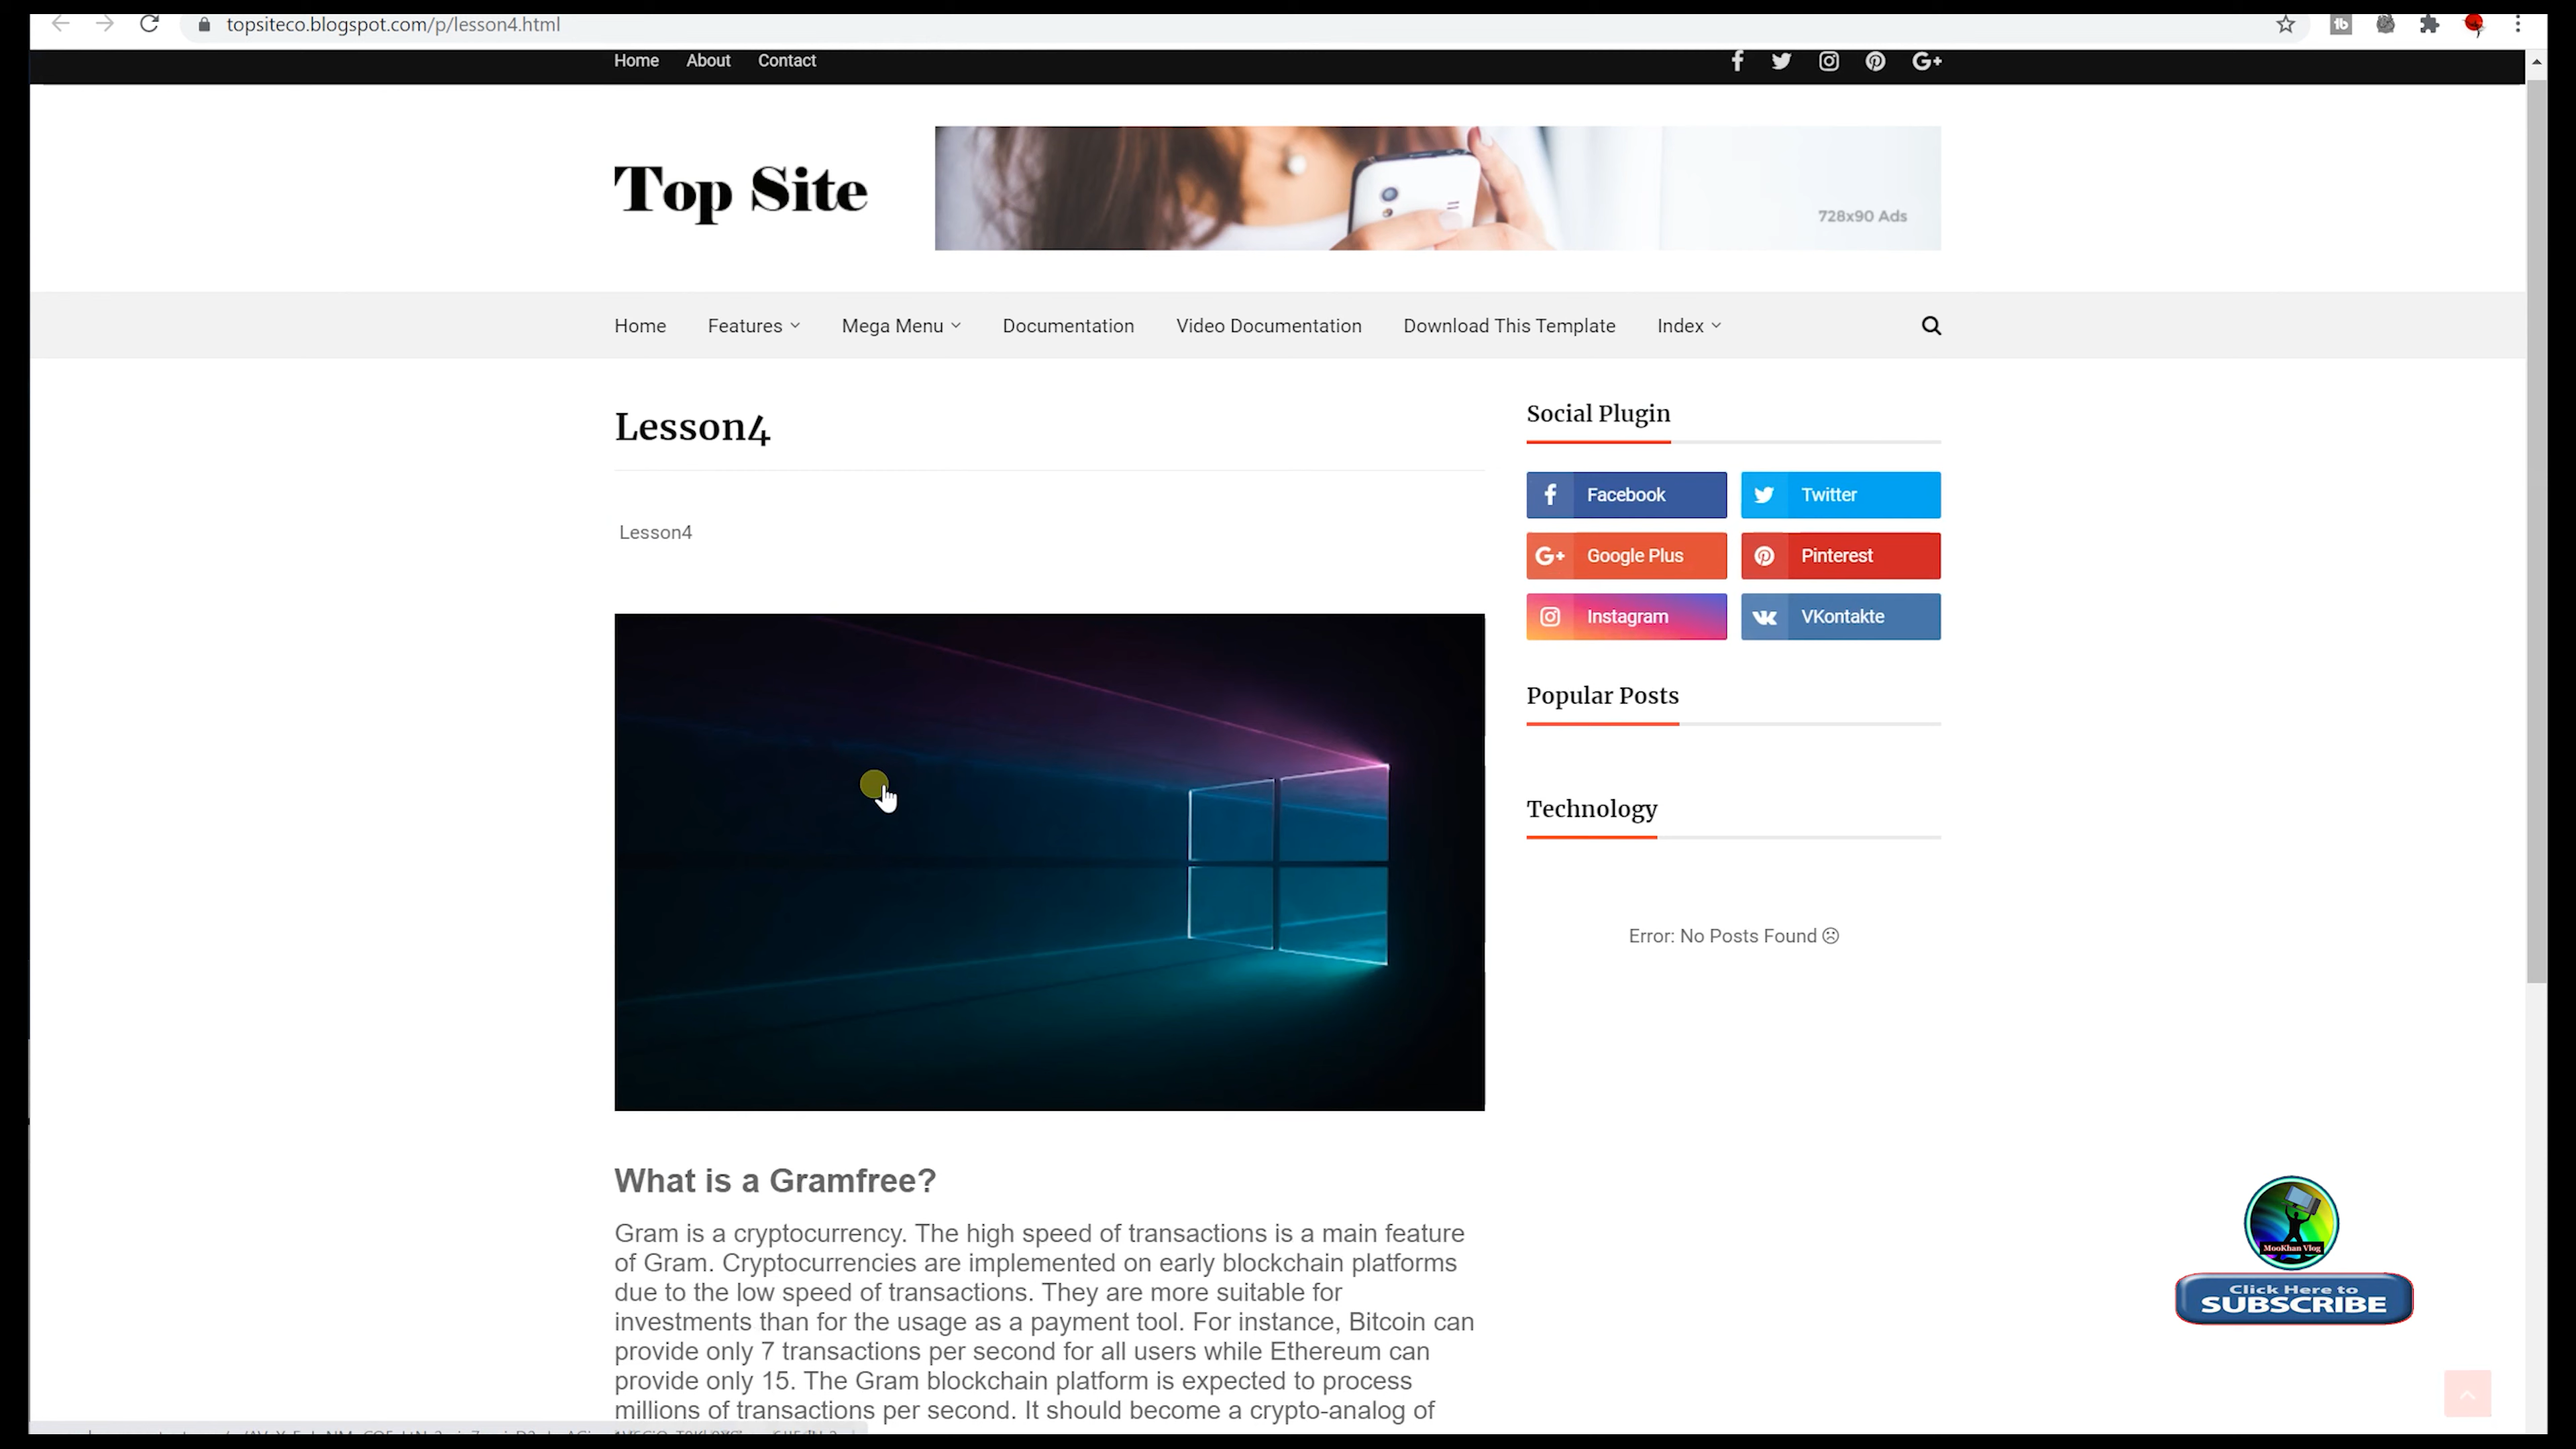 topsiteco.blogspot.com/p/lesson4.html
Home About Contact
Top Site
728x90 Ads
Home Features Mega Menu Documentation Video Documentation Download This Template Index
Lesson4
Lesson4
Social Plugin
Facebook Twitter
Google Plus Pinterest
Instagram VKontakte
Popular Posts
Technology
Error: No Posts Found
What is a Gramfree?
Gram is a cryptocurrency. The high speed of transactions is a main feature
of Gram. Cryptocurrencies are implemented on early blockchain platforms
due to the low speed of transactions. They are more suitable for
investments than for the usage as a payment tool. For instance, Bitcoin can
provide only 7 transactions per second for all users while Ethereum can
provide only 15. The Gram blockchain platform is expected to process
millions of transactions per second. It should become a crypto-analog of
MooKhan Vlog
Click Here to
SUBSCRIBE